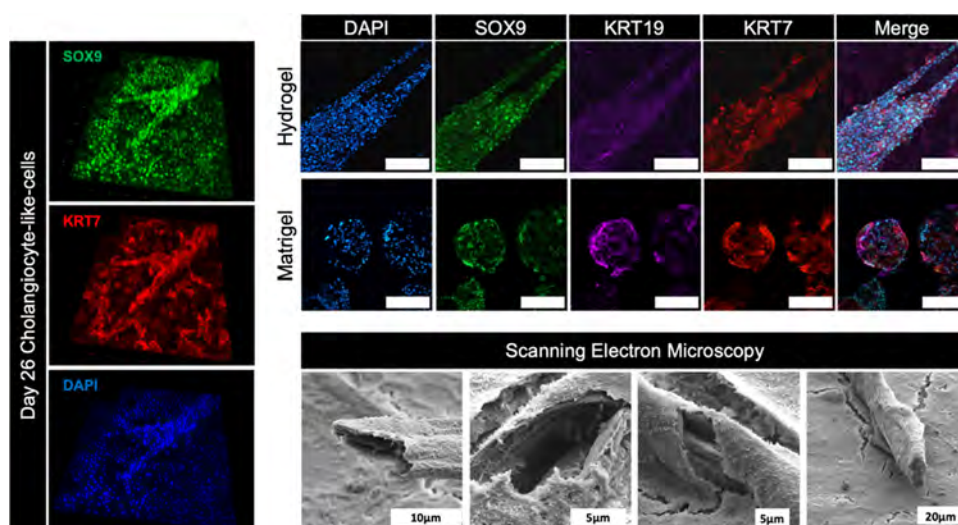 Day 26 Cholangiocyte-like-cells
SOX9
KRT7
DAPI
DAPI SOX9 KRT19 KRT7 Merge
Hydrogel
Matrigel
Scanning Electron Microscopy
10μm 5μm 5μm 20μm